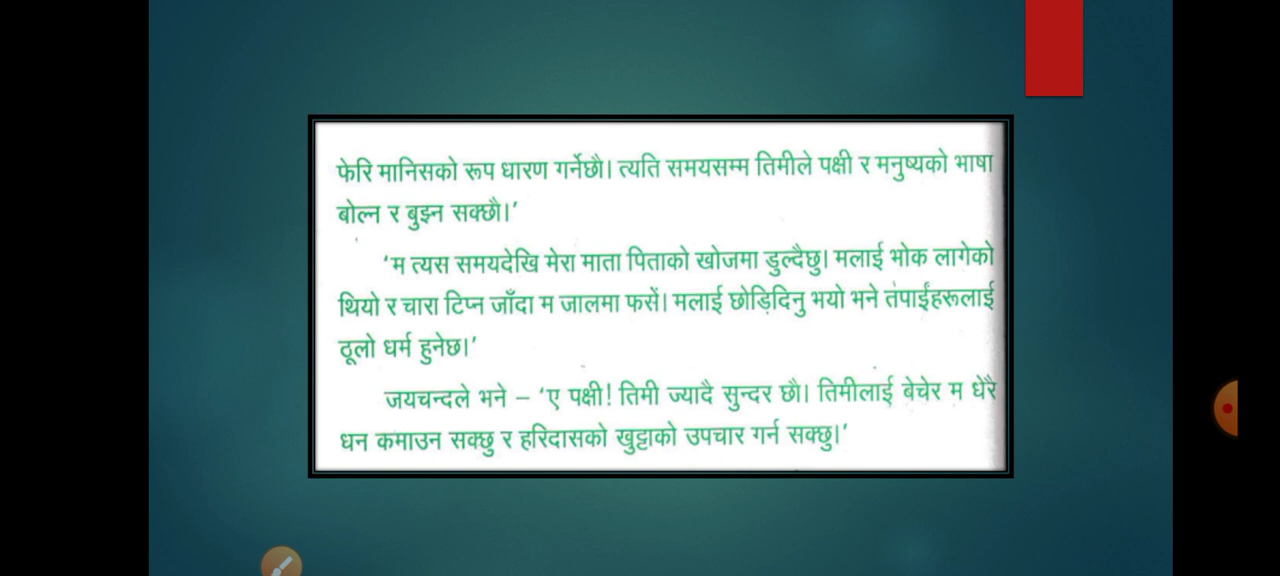 फेरि मानिसको रूप धारण गर्नेछौ। त्यति समयसम्म तिमीले पक्षी र मनुष्यको भाषा
बोल्न र बुझ्न सक्छौ।’
‘म त्यस समयदेखि मेरा माता पिताको खोजमा डुल्दैछु। मलाई भोक लागेको
थियो र चारा टिप्न जाँदा म जालमा फसें। मलाई छोड़िदिनु भयो भने तंपाईंहरूलाई
ठूलो धर्म हुनेछ।’
जयचन्दले भने – ‘ए पक्षी! तिमी ज्यादै सुन्दर छौ। तिमीलाई बेचेर म धेरै
धन कमाउन सक्छु र हरिदासको खुट्टाको उपचार गर्न सक्छु।’